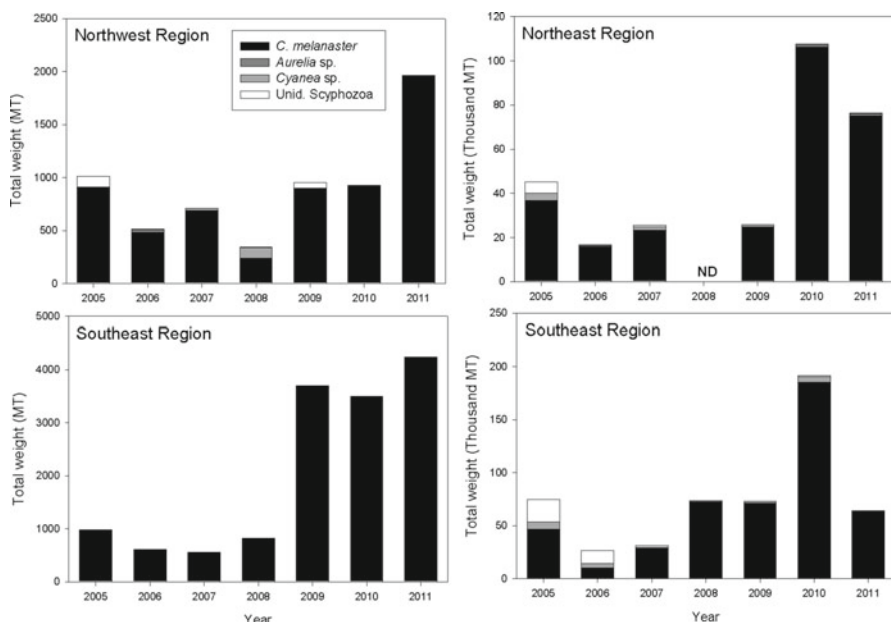 Northwest Region
C. melanaster
Aurelia sp.
Cyanea sp.
Unid. Scyphozoa
Total weight (MT)
2500
2000
1500
1000
500
0
2005 2006 2007 2008 2009 2010 2011
Northeast Region
Total weight (Thousand MT)
120
100
80
60
40
20
0
ND
2005 2006 2007 2008 2009 2010 2011
Southeast Region
Total weight (MT)
5000
4000
3000
2000
1000
0
2005 2006 2007 2008 2009 2010 2011
Year
Southeast Region
Total weight (Thousand MT)
250
200
150
100
50
0
2005 2006 2007 2008 2009 2010 2011
Year